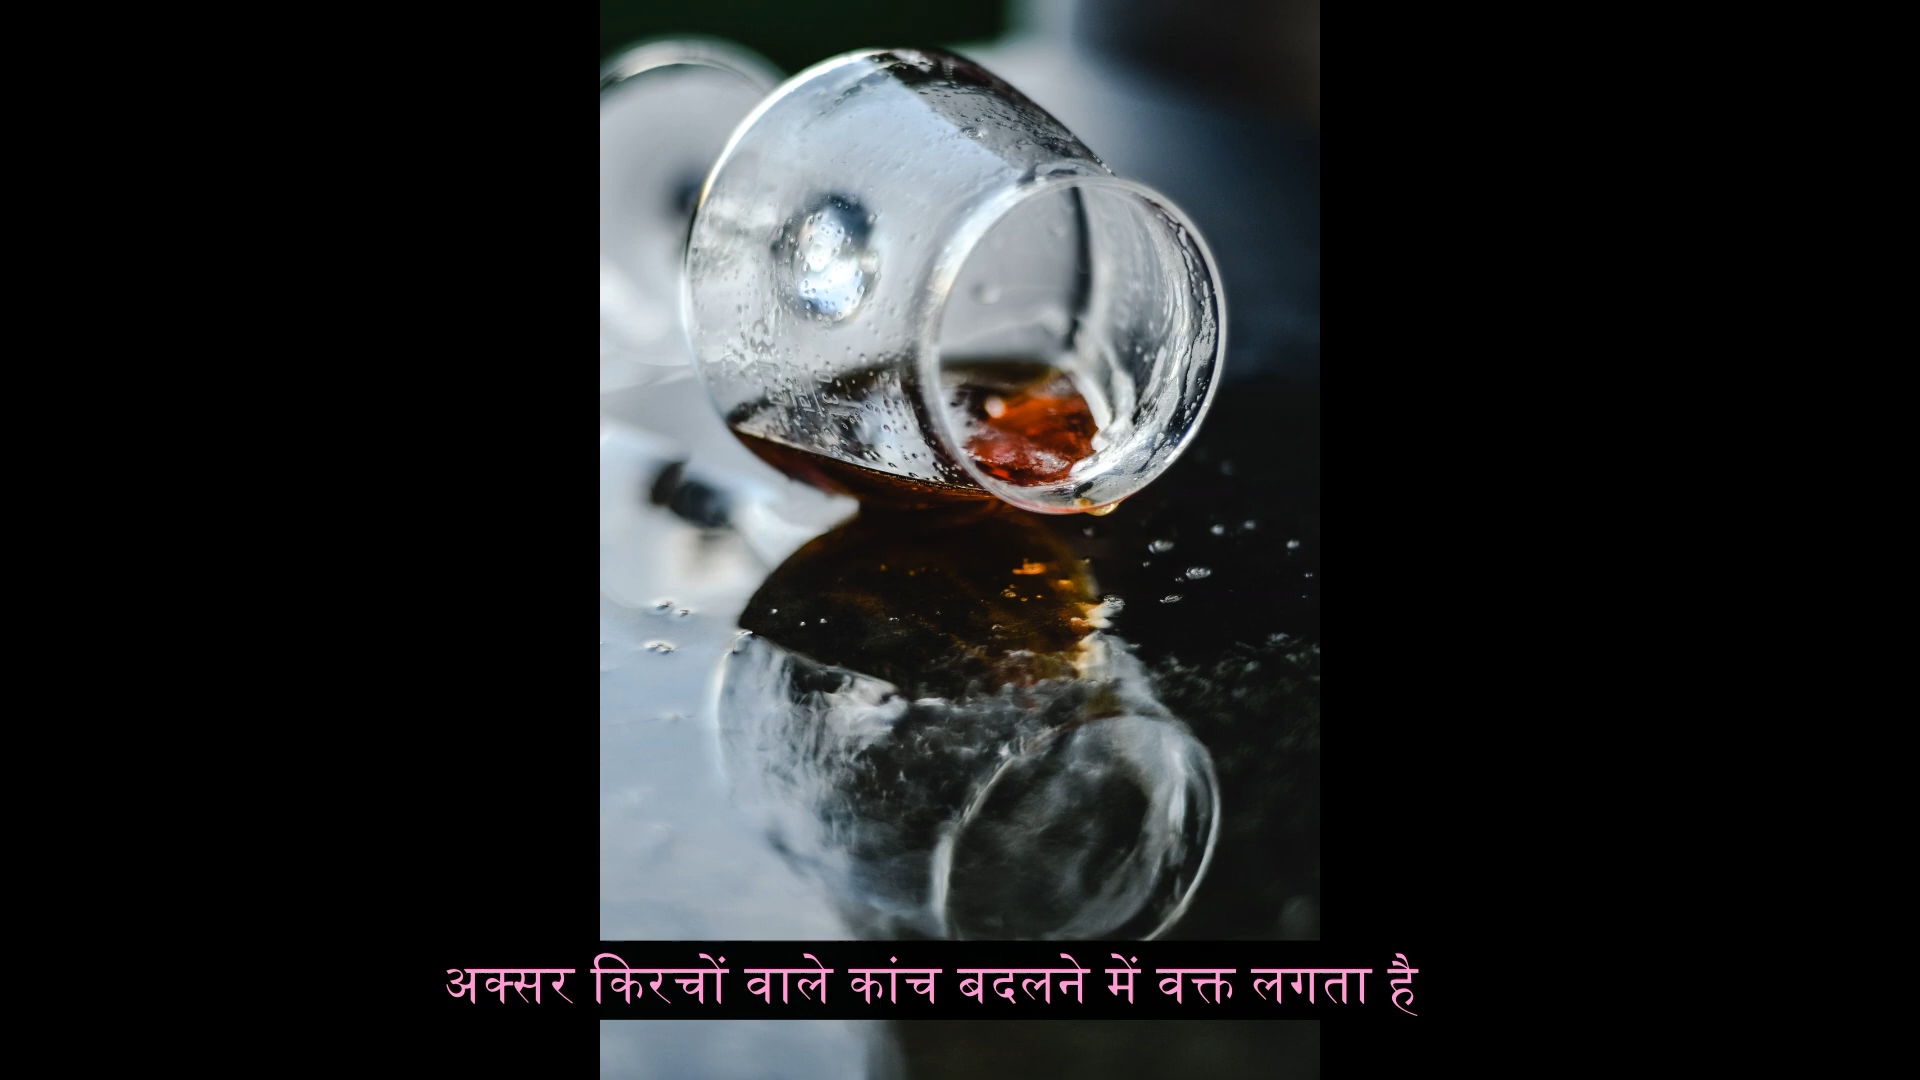 अक्सर किरचों वाले कांच बदलने में वक्त लगता है